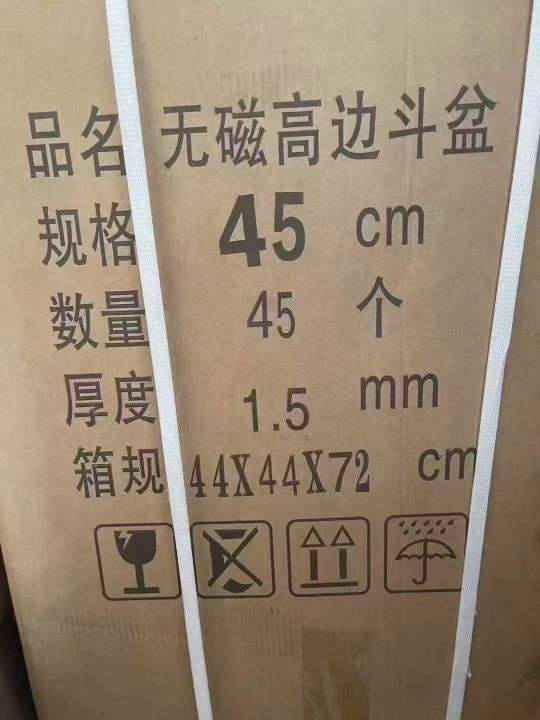 品名 无磁高边斗盆
规格 45 cm
数量 45 个
厚度 1.5 mm
箱规 44X44X72 cm